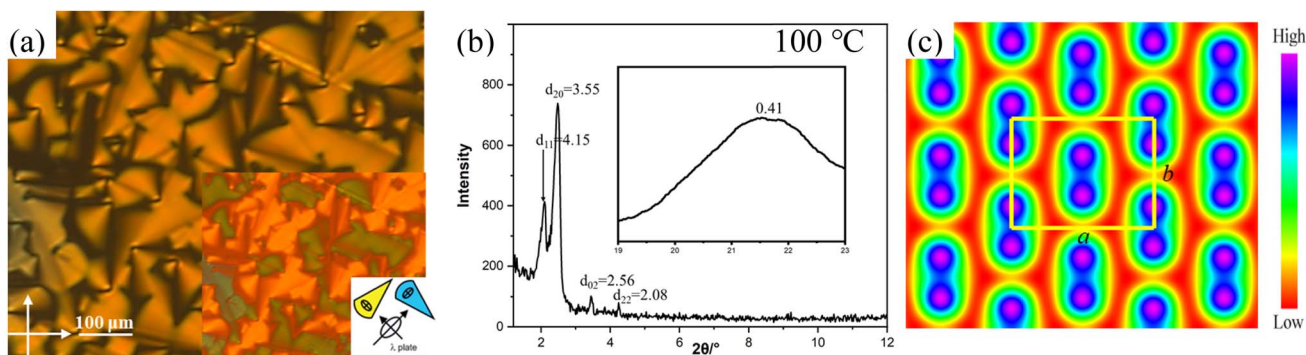 (a)
100 μm
λ plate
(b)
100 ℃
Intensity
800
600
400
200
0
d20=3.55
d11=4.15
d02=2.56
d22=2.08
0.41
19 20 21 22 23
2 4 6 8 10 12
2θ/°
(c)
a
b
High
Low